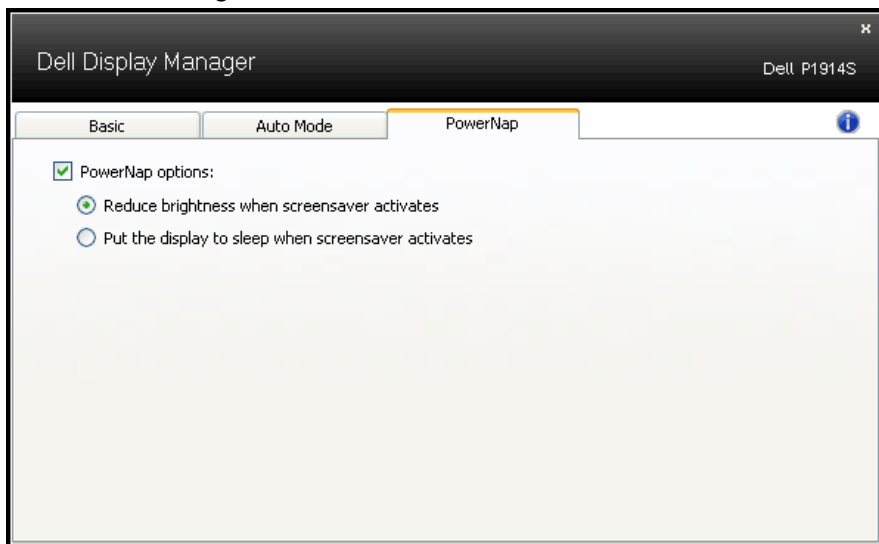 x
Dell Display Manager
Dell P1914S
Basic
Auto Mode
PowerNap
i
PowerNap options:
Reduce brightness when screensaver activates
Put the display to sleep when screensaver activates